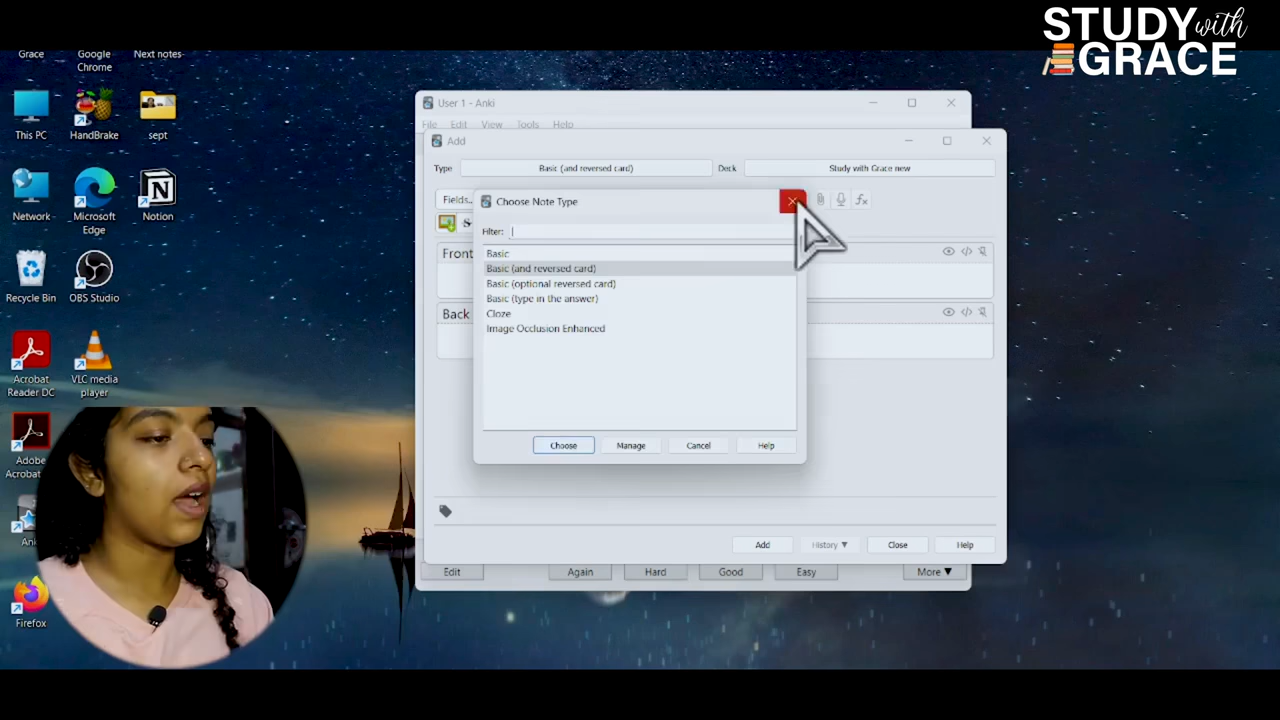 STUDY with
GRACE
Grace
Google Chrome
Next notes
This PC
HandBrake
sept
Network
Microsoft Edge
Notion
Recycle Bin
OBS Studio
Acrobat Reader DC
VLC media player
Adobe Acrobat
Firefox
User 1 - Anki
File Edit View Tools Help
Add
Type Basic (and reversed card) Deck Study with Grace new
Fields...
Choose Note Type
Filter:
Basic
Basic (and reversed card)
Basic (optional reversed card)
Basic (type in the answer)
Cloze
Image Occlusion Enhanced
Choose Manage Cancel Help
Front
Back
Add History ▼ Close Help
Edit Again Hard Good Easy More ▼